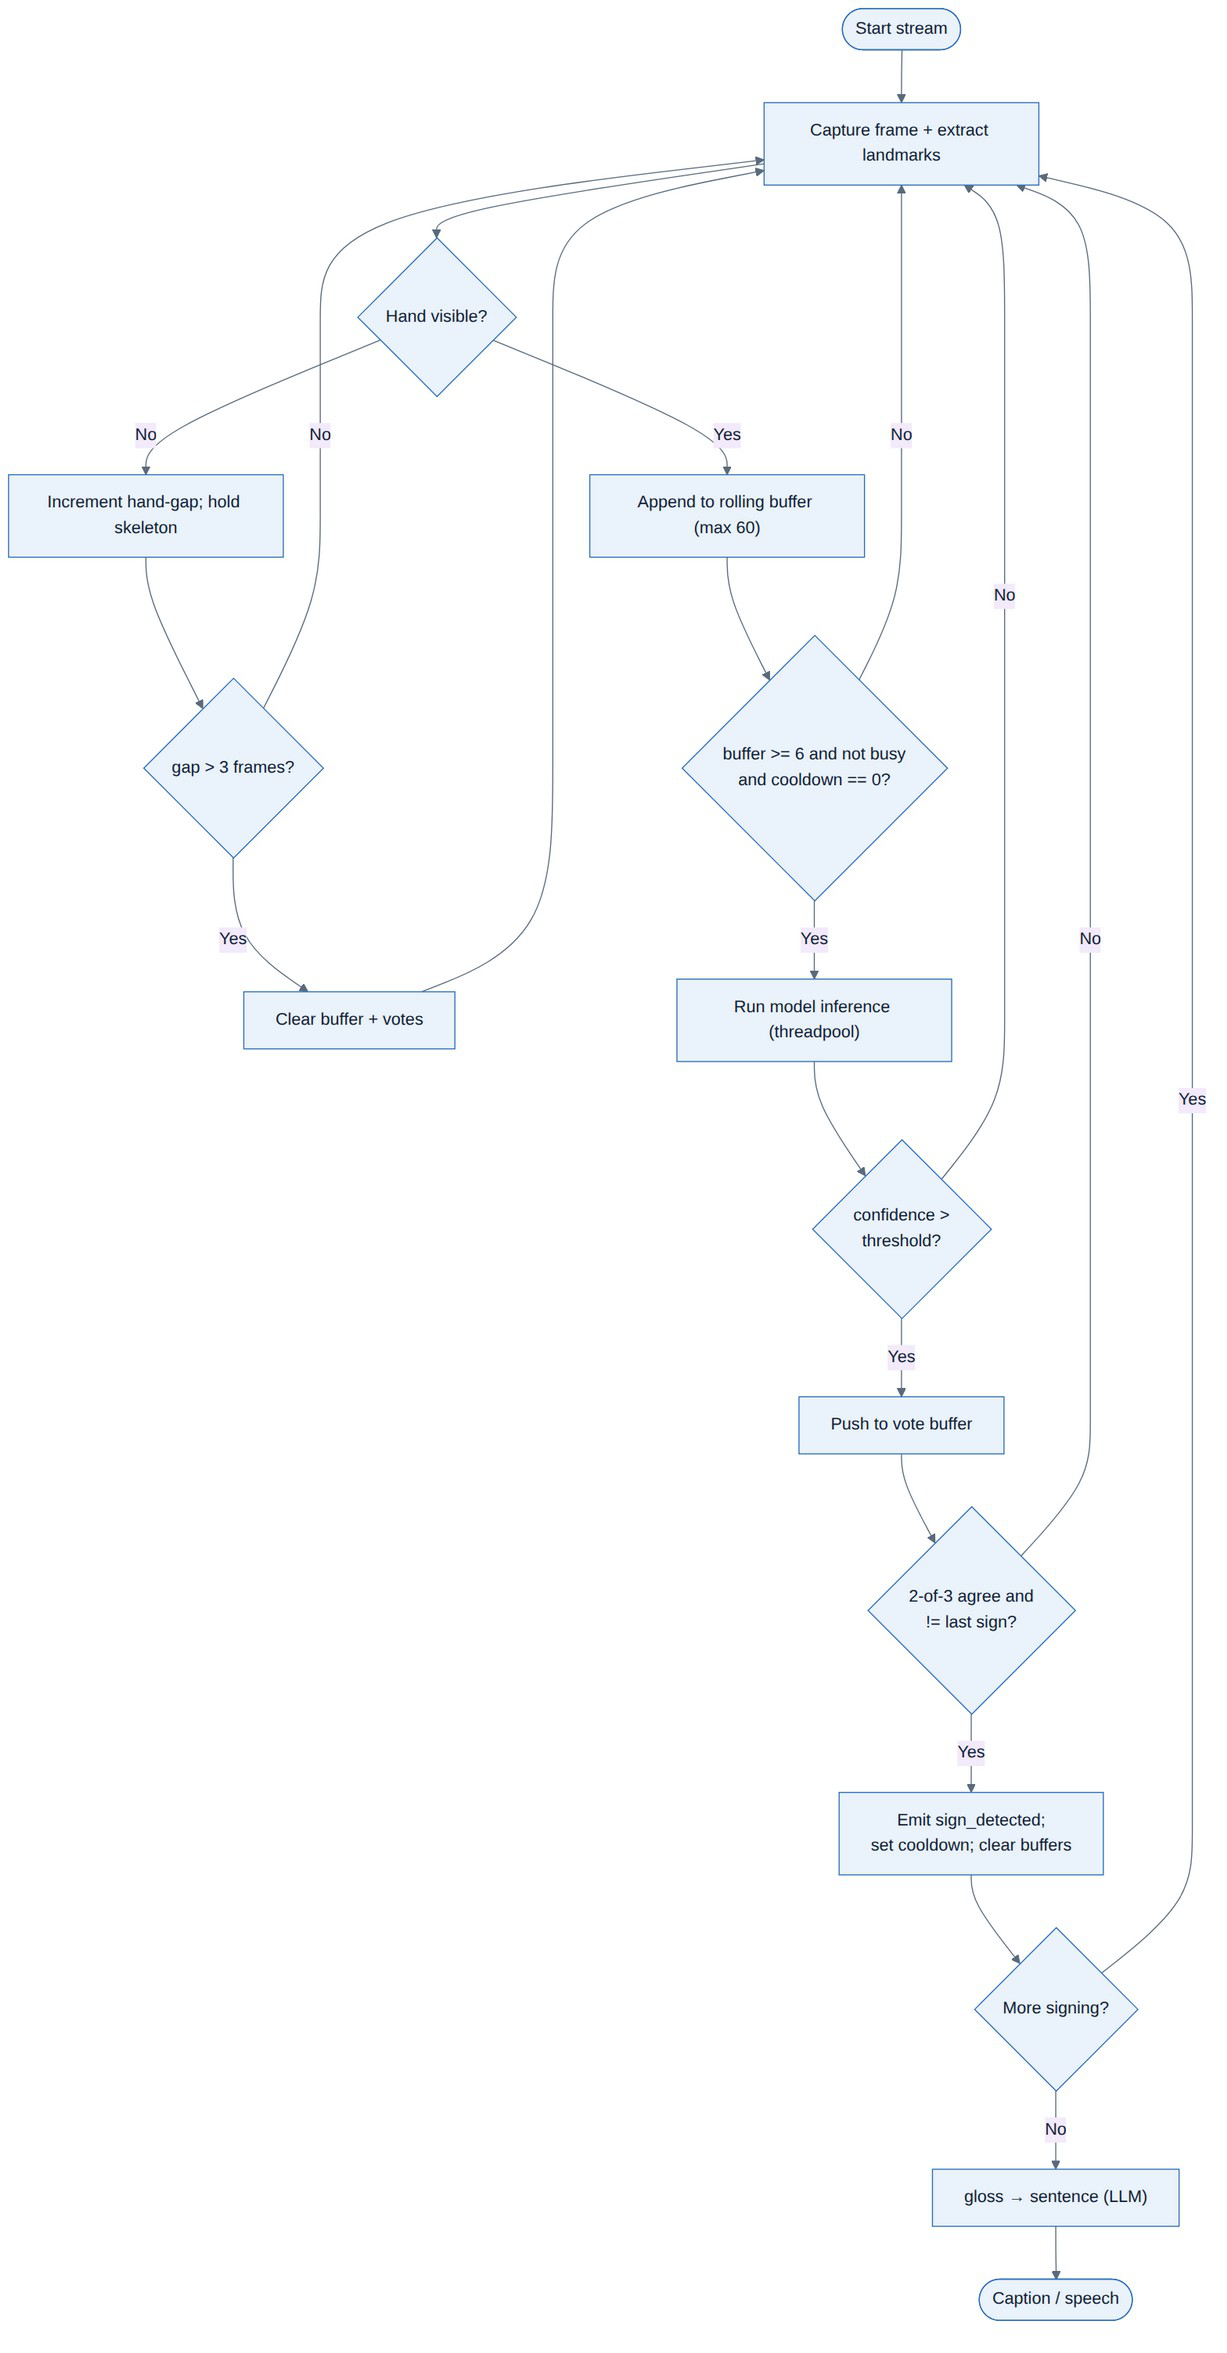 Start stream
Capture frame + extract
landmarks
Hand visible?
No
No
Yes
No
Increment hand-gap; hold
skeleton
Append to rolling buffer
(max 60)
No
gap > 3 frames?
buffer >= 6 and not busy
and cooldown == 0?
Yes
Yes
No
Clear buffer + votes
Run model inference
(threadpool)
Yes
confidence >
threshold?
Yes
Push to vote buffer
2-of-3 agree and
!= last sign?
Yes
Emit sign_detected;
set cooldown; clear buffers
More signing?
No
gloss → sentence (LLM)
Caption / speech